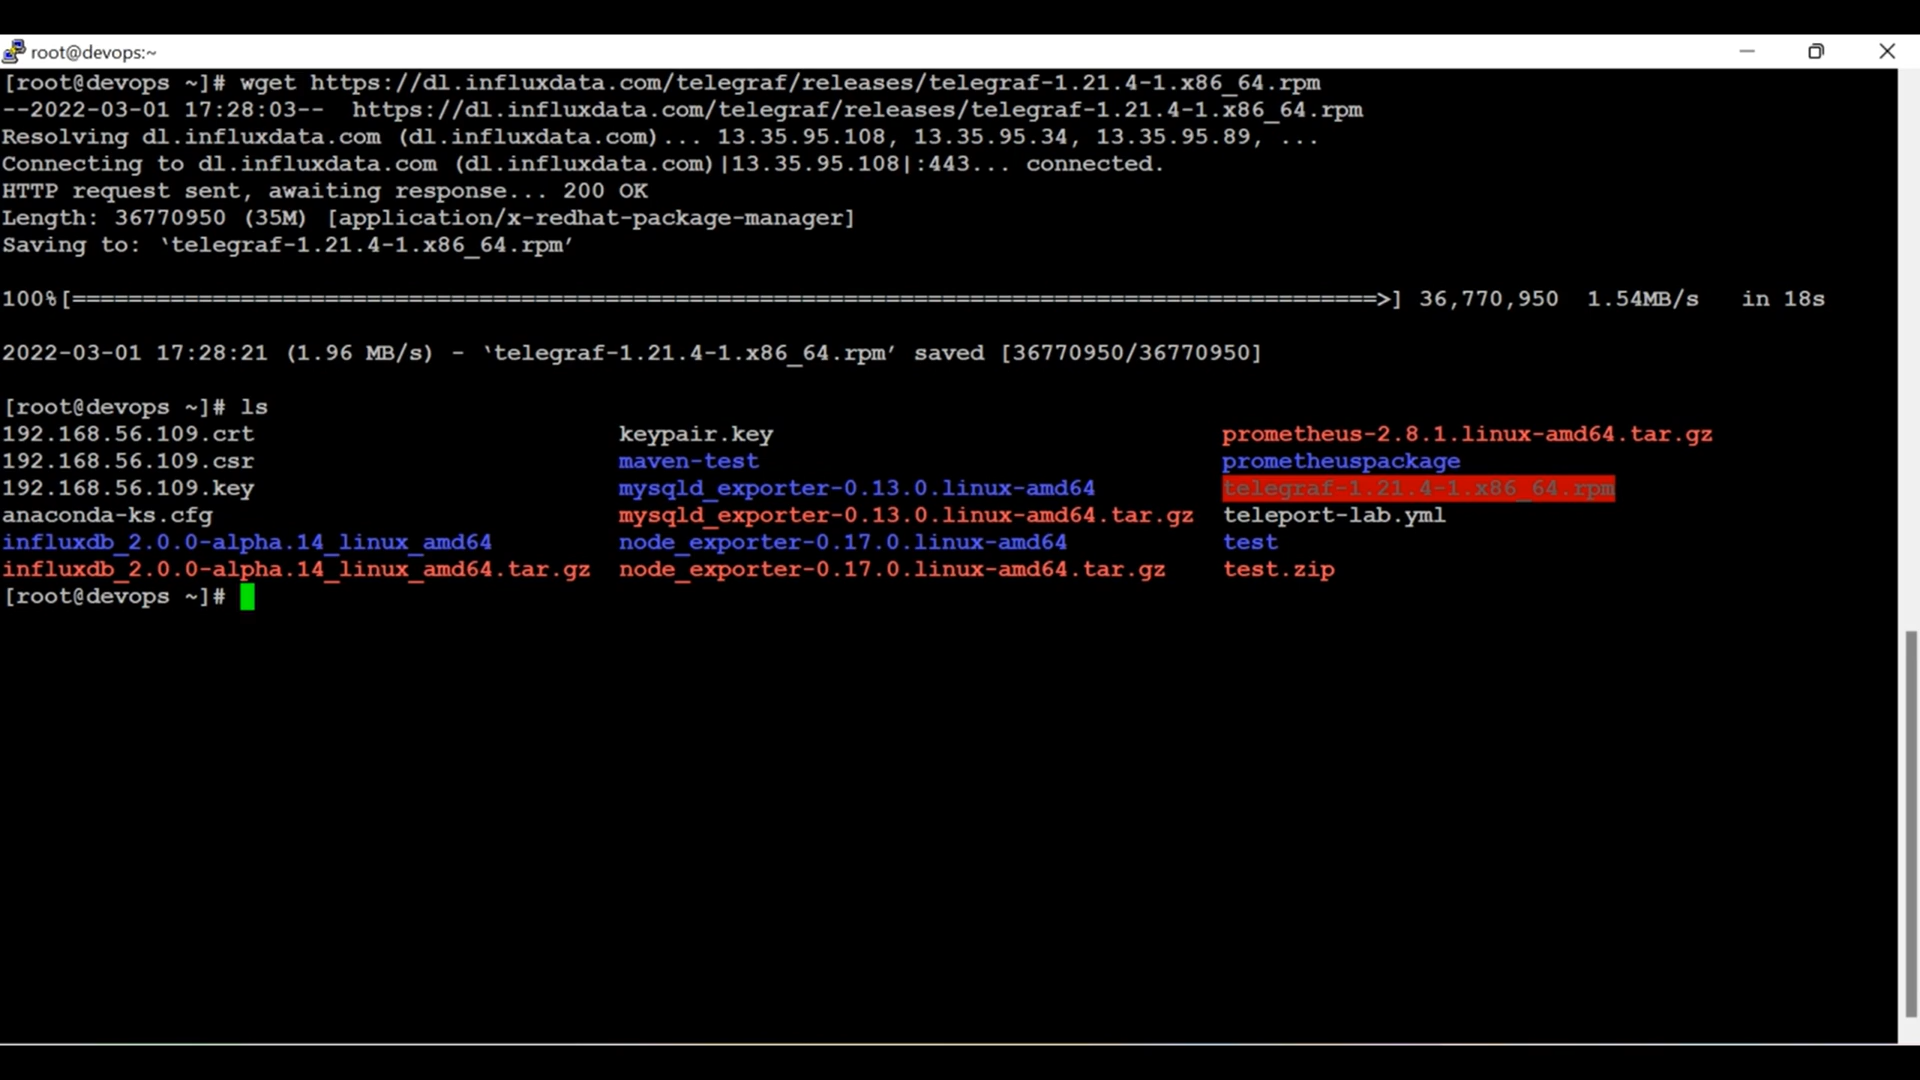 root@devops:~
[root@devops ~]# wget https://dl.influxdata.com/telegraf/releases/telegraf-1.21.4-1.x86_64.rpm
--2022-03-01 17:28:03--  https://dl.influxdata.com/telegraf/releases/telegraf-1.21.4-1.x86_64.rpm
Resolving dl.influxdata.com (dl.influxdata.com)... 13.35.95.108, 13.35.95.34, 13.35.95.89, ...
Connecting to dl.influxdata.com (dl.influxdata.com)|13.35.95.108|:443... connected.
HTTP request sent, awaiting response... 200 OK
Length: 36770950 (35M) [application/x-redhat-package-manager]
Saving to: ‘telegraf-1.21.4-1.x86_64.rpm’
100%[=============================================================================================>] 36,770,950  1.54MB/s   in 18s
2022-03-01 17:28:21 (1.96 MB/s) - ‘telegraf-1.21.4-1.x86_64.rpm’ saved [36770950/36770950]
[root@devops ~]# ls
192.168.56.109.crt keypair.key prometheus-2.8.1.linux-amd64.tar.gz
192.168.56.109.csr maven-test prometheuspackage
192.168.56.109.key mysqld_exporter-0.13.0.linux-amd64 telegraf-1.21.4-1.x86_64.rpm
anaconda-ks.cfg mysqld_exporter-0.13.0.linux-amd64.tar.gz teleport-lab.yml
influxdb_2.0.0-alpha.14_linux_amd64 node_exporter-0.17.0.linux-amd64 test
influxdb_2.0.0-alpha.14_linux_amd64.tar.gz node_exporter-0.17.0.linux-amd64.tar.gz test.zip
[root@devops ~]#